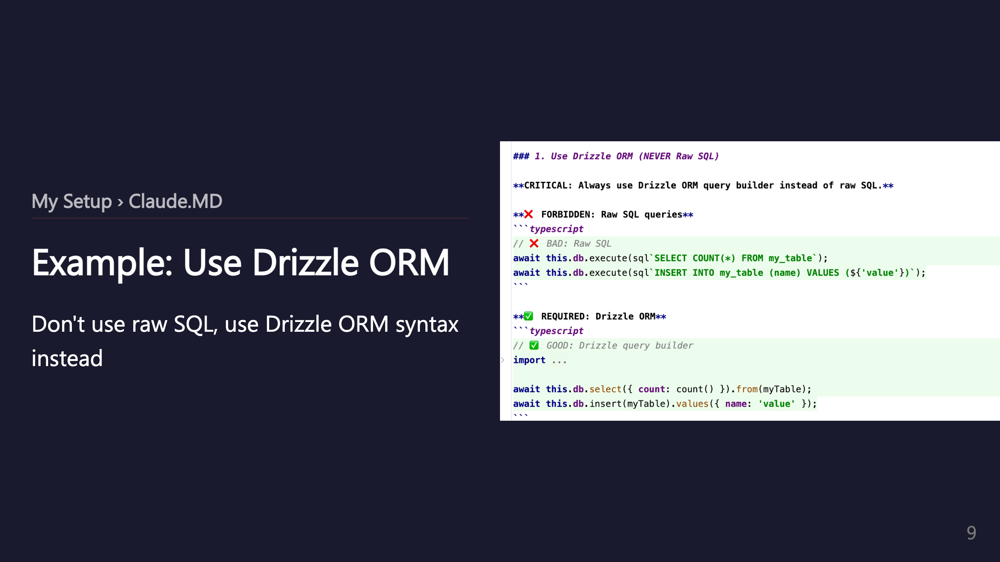 My Setup › Claude.MD
Example: Use Drizzle ORM
Don't use raw SQL, use Drizzle ORM syntax
instead
### 1. Use Drizzle ORM (NEVER Raw SQL)
**CRITICAL: Always use Drizzle ORM query builder instead of raw SQL.**
**❌ FORBIDDEN: Raw SQL queries**
```typescript
// ❌ BAD: Raw SQL
await this.db.execute(sql`SELECT COUNT(*) FROM my_table`);
await this.db.execute(sql`INSERT INTO my_table (name) VALUES (${'value'})`);
```
**✅ REQUIRED: Drizzle ORM**
```typescript
// ✅ GOOD: Drizzle query builder
import ...
await this.db.select({ count: count() }).from(myTable);
await this.db.insert(myTable).values({ name: 'value' });
```
9